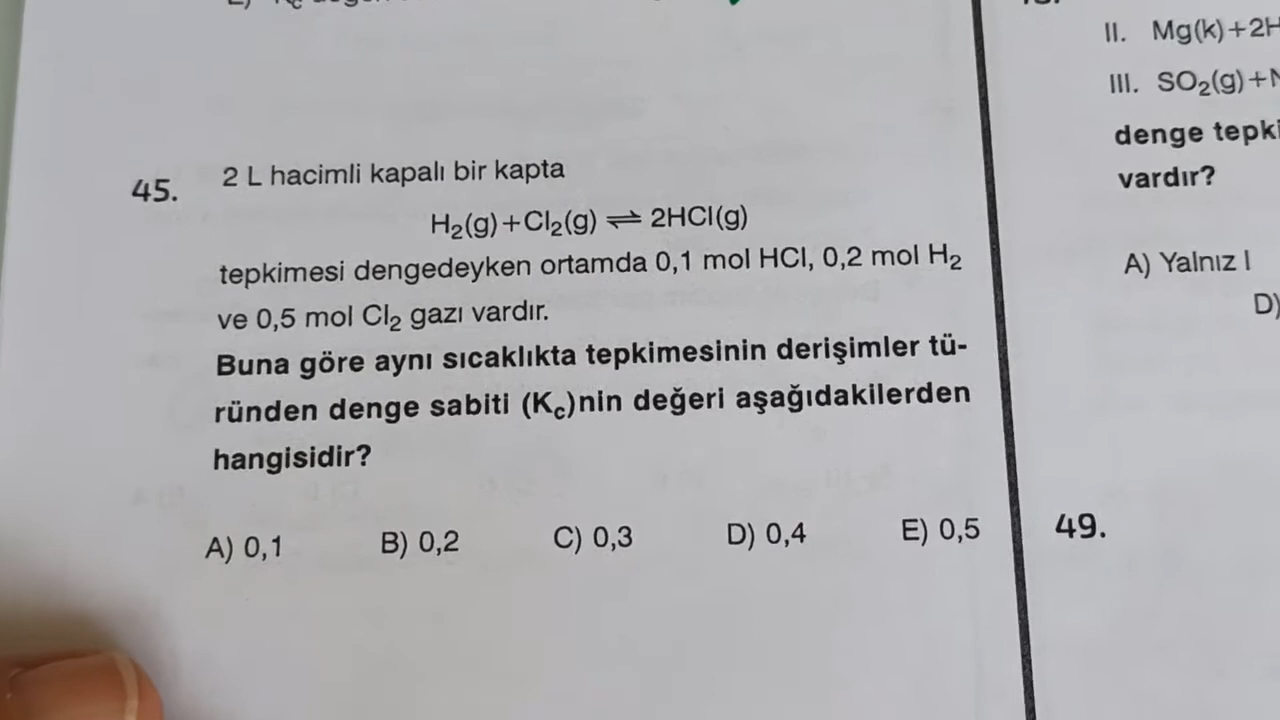 45.
2 L hacimli kapalı bir kapta
H₂(g)+Cl₂(g) ⇌ 2HCl(g)
tepkimesi dengedeyken ortamda 0,1 mol HCl, 0,2 mol H₂
ve 0,5 mol Cl₂ gazı vardır.
Buna göre aynı sıcaklıkta tepkimesinin derişimler tü-
ründen denge sabiti (Kc)nin değeri aşağıdakilerden
hangisidir?
A) 0,1 B) 0,2 C) 0,3 D) 0,4 E) 0,5
II. Mg(k)+2H
III. SO₂(g)+N
denge tepki
vardır?
A) Yalnız I
D)
49.